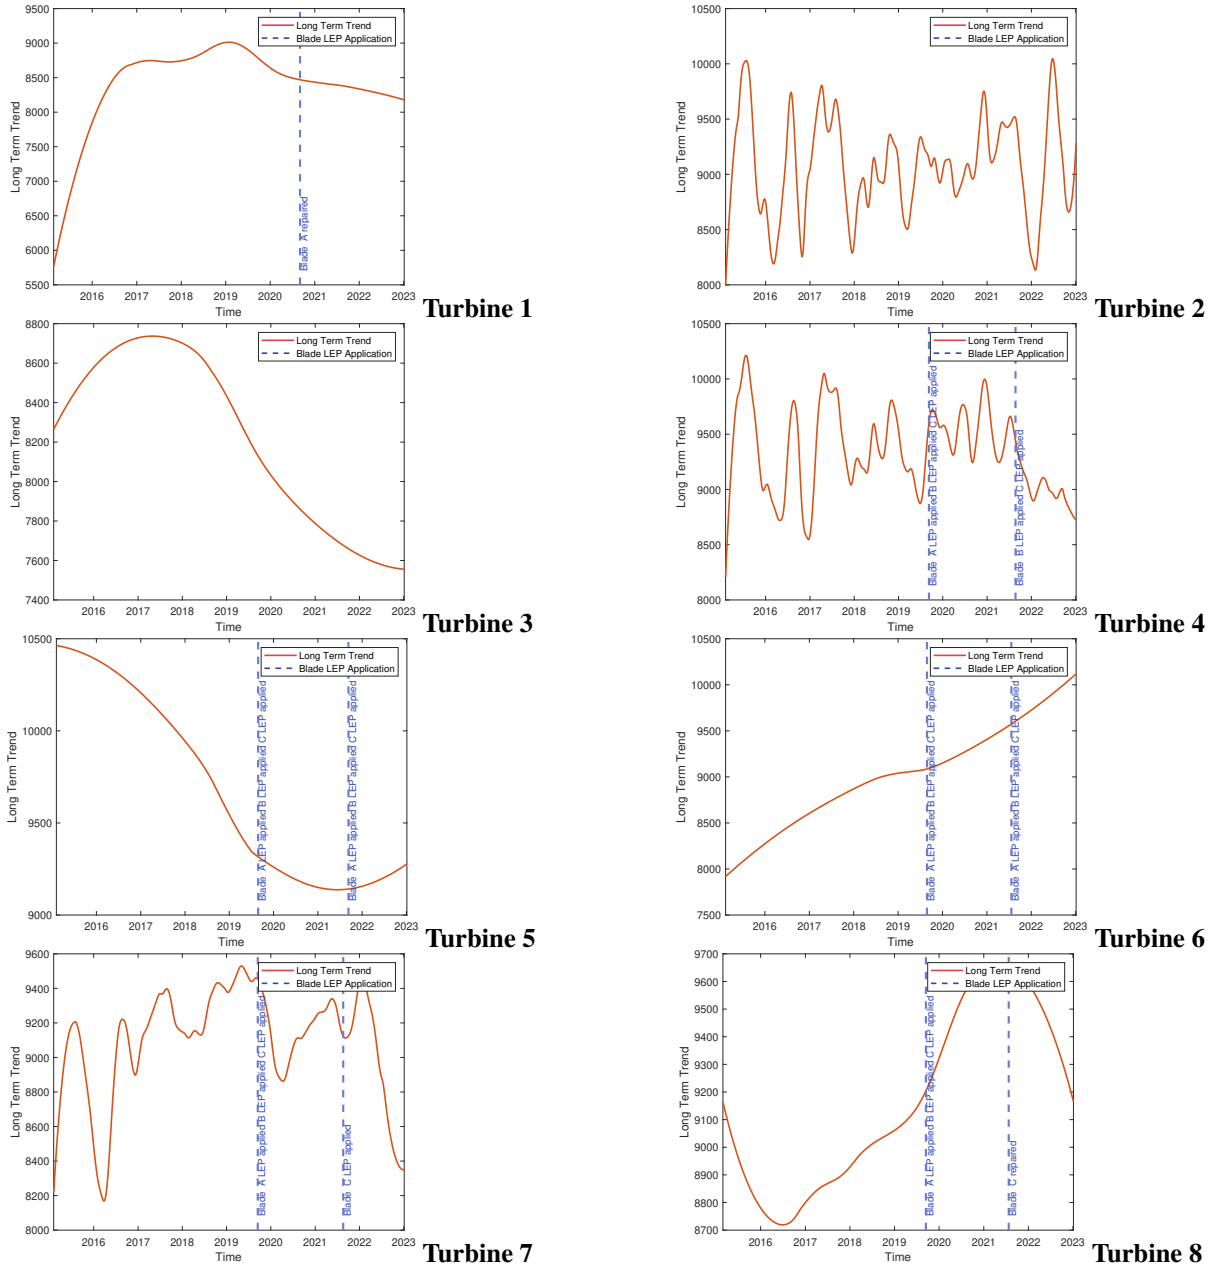 9500
9000
8500
8000
7500
7000
6500
6000
5500
Long Term Trend
2016 2017 2018 2019 2020 2021 2022 2023
Time
Long Term Trend
Blade LEP Application
Blade A repaired
Turbine 1
10500
10000
9500
9000
8500
8000
Long Term Trend
2016 2017 2018 2019 2020 2021 2022 2023
Time
Long Term Trend
Blade LEP Application
Turbine 2
8800
8600
8400
8200
8000
7800
7600
7400
Long Term Trend
2016 2017 2018 2019 2020 2021 2022 2023
Time
Long Term Trend
Blade LEP Application
Turbine 3
10500
10000
9500
9000
8500
8000
Long Term Trend
2016 2017 2018 2019 2020 2021 2022 2023
Time
Long Term Trend
Blade LEP Application
Blade A LEP applied B LEP applied C LEP applied
Blade B LEP applied C LEP applied
Turbine 4
10500
10000
9500
9000
Long Term Trend
2016 2017 2018 2019 2020 2021 2022 2023
Time
Long Term Trend
Blade LEP Application
Blade A LEP applied B LEP applied C LEP applied
Blade A LEP applied B LEP applied C LEP applied
Turbine 5
10500
10000
9500
9000
8500
8000
7500
Long Term Trend
2016 2017 2018 2019 2020 2021 2022 2023
Time
Long Term Trend
Blade LEP Application
Blade A LEP applied B LEP applied C LEP applied
Blade A LEP applied B LEP applied C LEP applied
Turbine 6
9600
9400
9200
9000
8800
8600
8400
8200
8000
Long Term Trend
2016 2017 2018 2019 2020 2021 2022 2023
Time
Long Term Trend
Blade LEP Application
Blade A LEP applied B LEP applied C LEP applied
Blade C LEP applied
Turbine 7
9700
9600
9500
9400
9300
9200
9100
9000
8900
8800
8700
Long Term Trend
2016 2017 2018 2019 2020 2021 2022 2023
Time
Long Term Trend
Blade LEP Application
Blade A LEP applied B LEP applied C LEP applied
Blade C repaired
Turbine 8